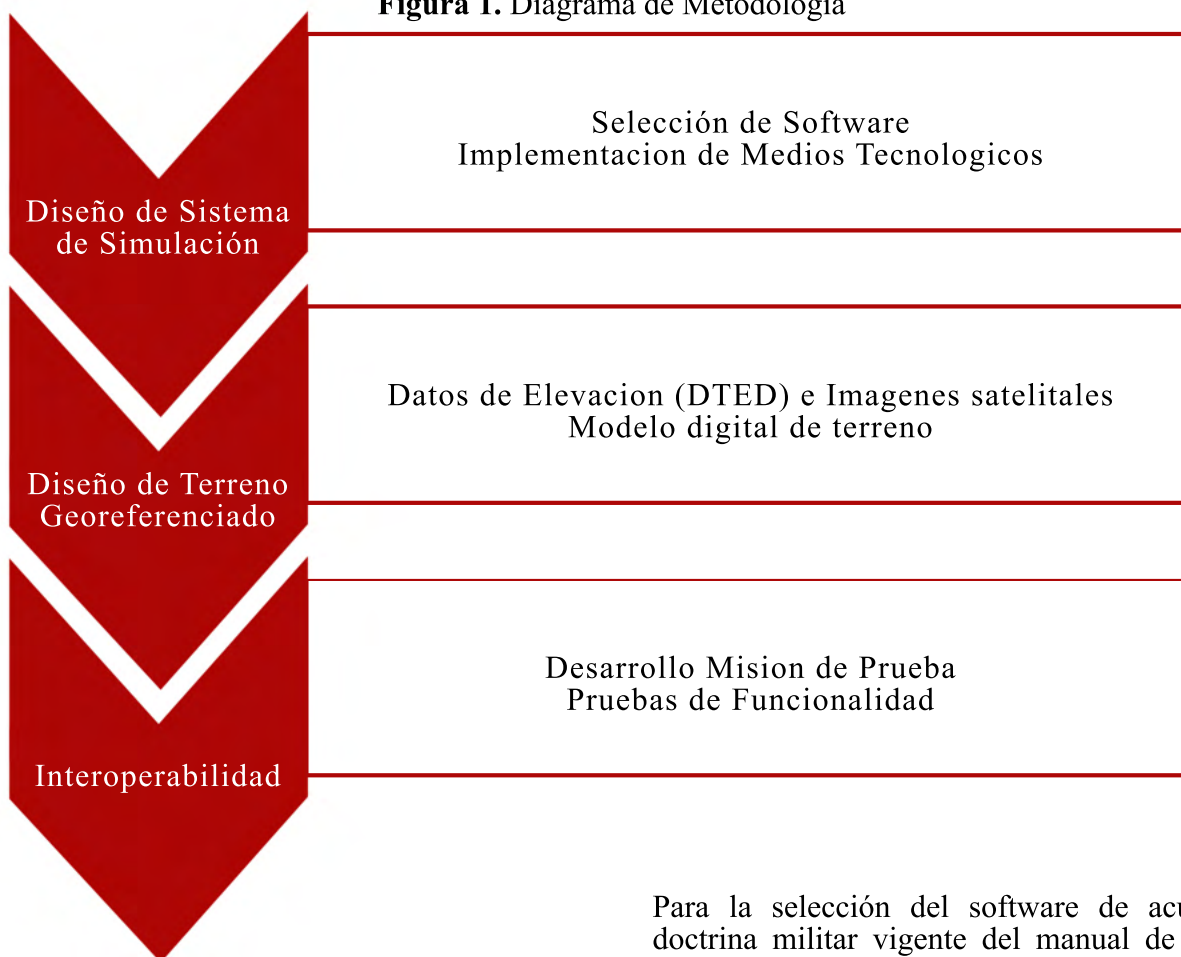 Figura 1. Diagrama de Metodología
Selección de Software
Implementacion de Medios Tecnologicos
Diseño de Sistema
de Simulación
Datos de Elevacion (DTED) e Imagenes satelitales
Modelo digital de terreno
Diseño de Terreno
Georeferenciado
Desarrollo Mision de Prueba
Pruebas de Funcionalidad
Interoperabilidad
Para la selección del software de
doctrina militar vigente del manual de